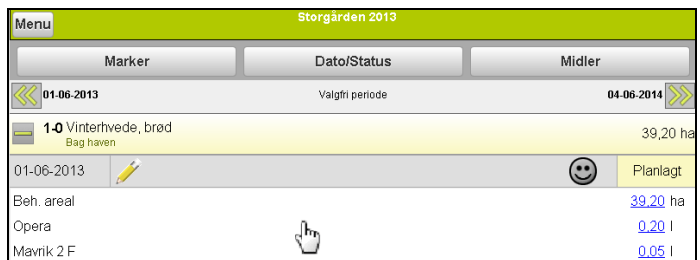 Menu Storgården 2013
Marker Dato/Status Midler
01-06-2013 Valgfri periode 04-06-2014
1-0 Vinterhvede, brød 39,20 ha
Bag haven
01-06-2013 Planlagt
Beh. areal 39,20 ha
Opera 0,20 l
Mavrik 2 F 0,05 l